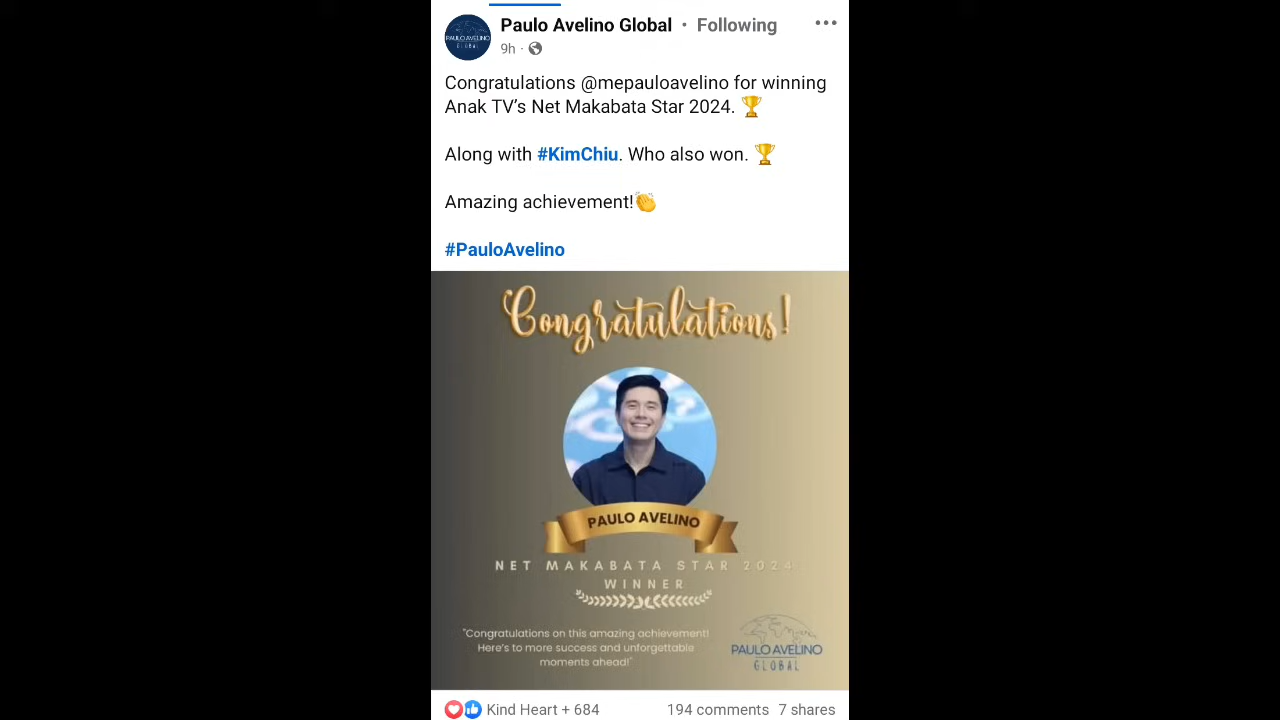 Paulo Avelino Global · Following
9h ·
Congratulations @mepauloavelino for winning
Anak TV's Net Makabata Star 2024. 🏆
Along with #KimChiu. Who also won. 🏆
Amazing achievement!👏
#PauloAvelino
Congratulations!
PAULO AVELINO
NET MAKABATA STAR 2024
WINNER
"Congratulations on this amazing achievement!
Here's to more success and unforgettable
moments ahead!"
PAULO AVELINO
GLOBAL
Kind Heart + 684
194 comments 7 shares